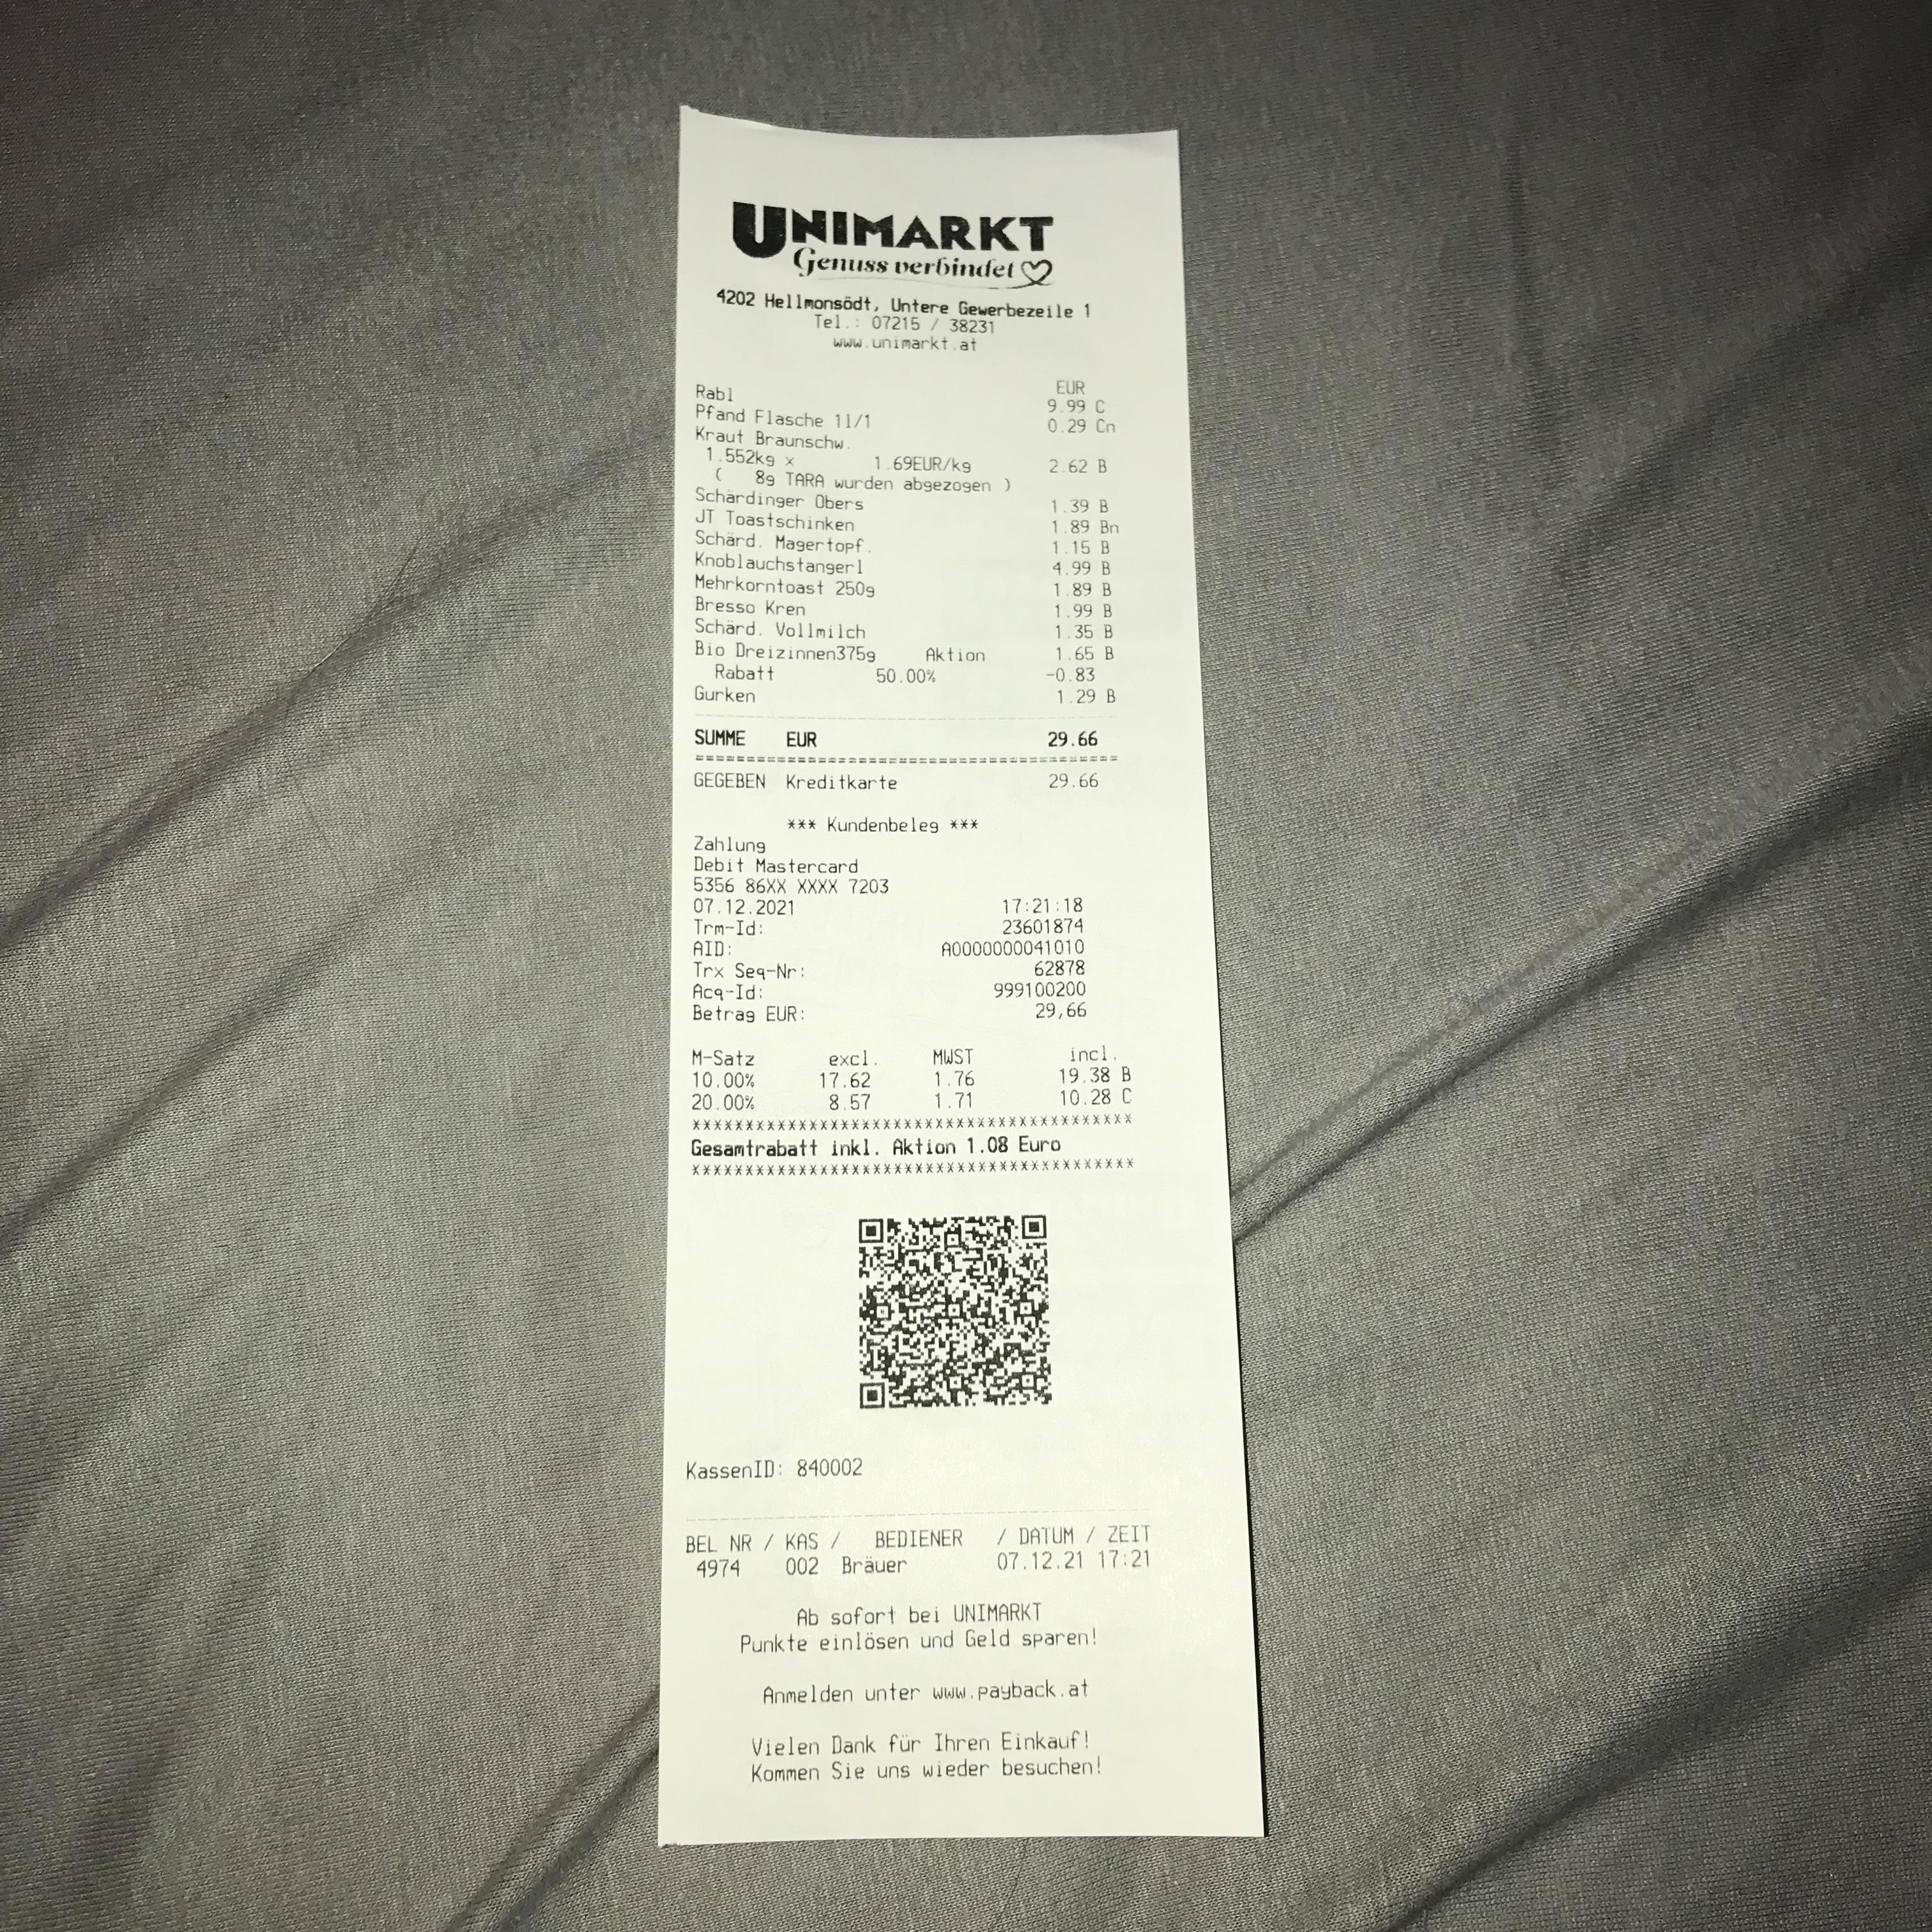 UNIMARKT
Genuss verbindet
4202 Hellmonsödt, Untere Gewerbezeile 1
Tel.: 07215 / 38231
www.unimarkt.at
EUR
Rabl 9.99 C
Pfand Flasche 1l/1 0.29 Cn
Kraut Braunschw.
1.552kg x 1.69EUR/kg 2.62 B
( 8g TARA wurden abgezogen )
Schärdinger Obers 1.39 B
JT Toastschinken 1.89 Bn
Schärd. Magertopf. 1.15 B
Knoblauchstangerl 4.99 B
Mehrkorntoast 250g 1.89 B
Bresso Kren 1.99 B
Schärd. Vollmilch 1.35 B
Bio Dreizinnen375g Aktion 1.65 B
Rabatt 50.00% -0.83
Gurken 1.29 B
SUMME EUR 29.66
========================================
GEGEBEN Kreditkarte 29.66
*** Kundenbeleg ***
Zahlung
Debit Mastercard
5356 86XX XXXX 7203
07.12.2021 17:21:18
Trm-Id: 23601874
AID: A0000000041010
Trx Seq-Nr: 62878
Acq-Id: 999100200
Betrag EUR: 29,66
M-Satz excl. MWST incl.
10.00% 17.62 1.76 19.38 B
20.00% 8.57 1.71 10.28 C
******************************************
Gesamtrabatt inkl. Aktion 1.08 Euro
******************************************
KassenID: 840002
BEL NR / KAS / BEDIENER / DATUM / ZEIT
4974 002 Bräuer 07.12.21 17:21
Ab sofort bei UNIMARKT
Punkte einlösen und Geld sparen!
Anmelden unter www.payback.at
Vielen Dank für Ihren Einkauf!
Kommen Sie uns wieder besuchen!